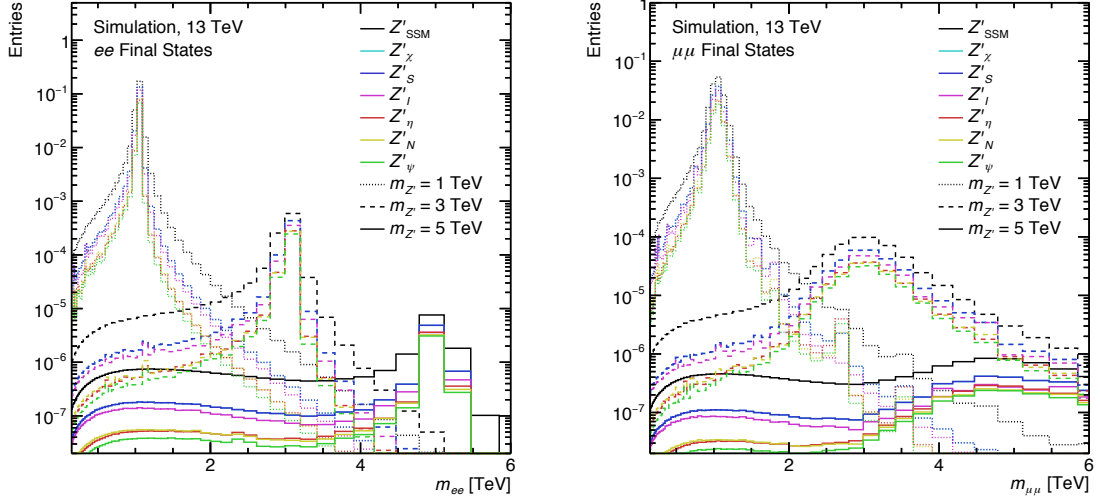 Entries
Simulation, 13 TeV
ee Final States
Z′SSM
Z′χ
Z′S
Z′I
Z′η
Z′N
Z′ψ
mZ′ = 1 TeV
mZ′ = 3 TeV
mZ′ = 5 TeV
1
10−1
10−2
10−3
10−4
10−5
10−6
10−7
2
4
6
mee [TeV]
Entries
Simulation, 13 TeV
μμ Final States
Z′SSM
Z′χ
Z′S
Z′I
Z′η
Z′N
Z′ψ
mZ′ = 1 TeV
mZ′ = 3 TeV
mZ′ = 5 TeV
1
10−1
10−2
10−3
10−4
10−5
10−6
10−7
2
4
6
mμμ [TeV]